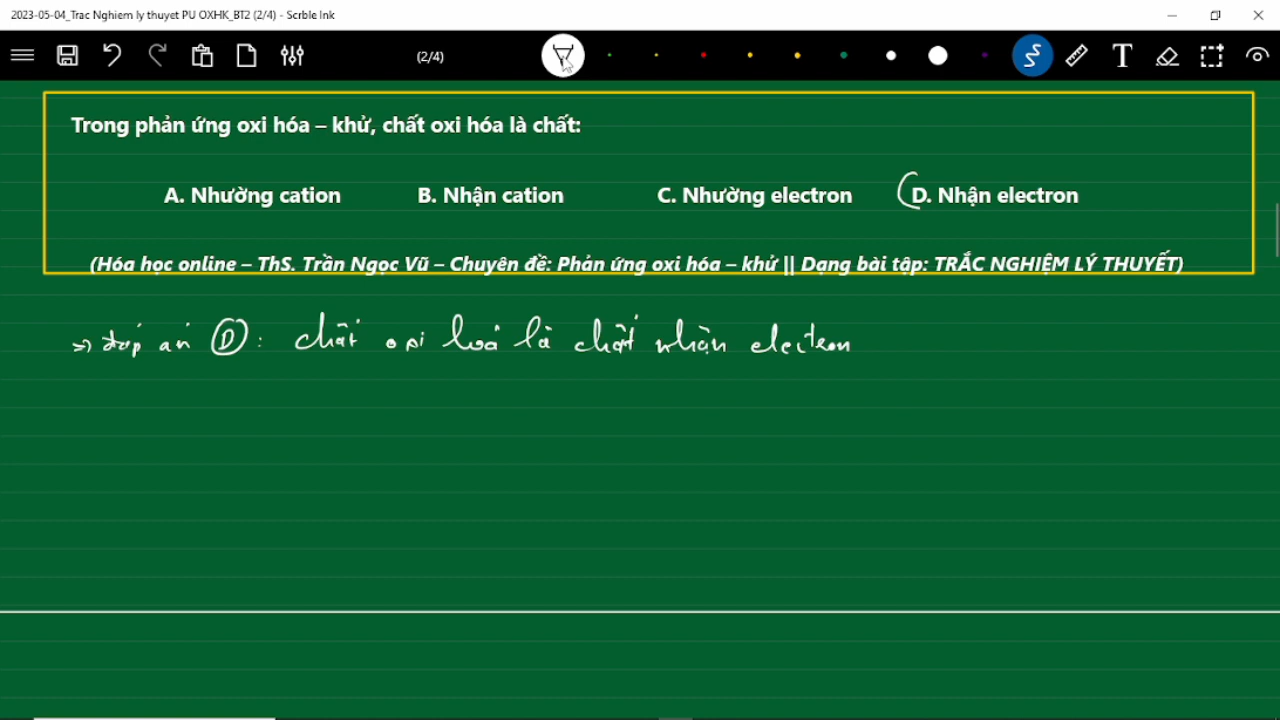 2023-05-04_Trac Nghiem ly thuyet PU OXHK_BT2 (2/4) - Scrble Ink
(2/4)
T
Trong phản ứng oxi hóa – khử, chất oxi hóa là chất:
A. Nhường cation B. Nhận cation C. Nhường electron D. Nhận electron
(Hóa học online – ThS. Trần Ngọc Vũ – Chuyên đề: Phản ứng oxi hóa – khử || Dạng bài tập: TRẮC NGHIỆM LÝ THUYẾT)
=> đáp án D: chất oxi hoá là chất nhận electron